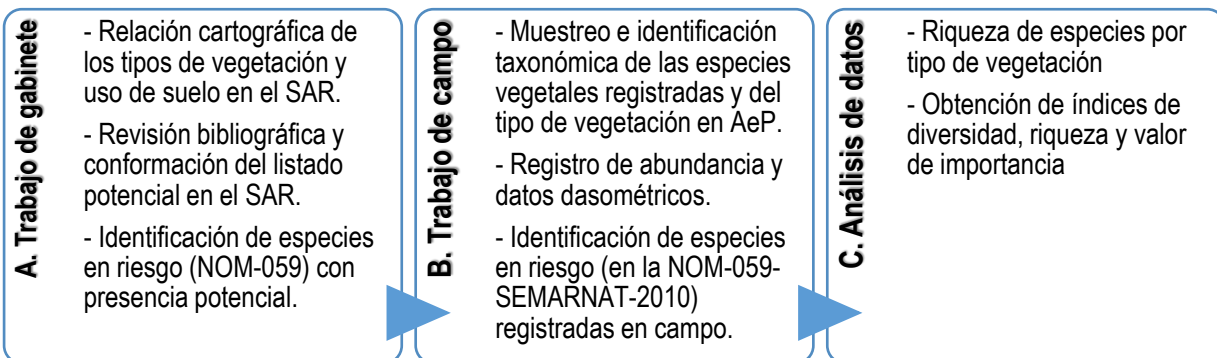 A. Trabajo de gabinete
- Relación cartográfica de
los tipos de vegetación y
uso de suelo en el SAR.
- Revisión bibliográfica y
conformación del listado
potencial en el SAR.
- Identificación de especies
en riesgo (NOM-059) con
presencia potencial.
B. Trabajo de campo
- Muestreo e identificación
taxonómica de las especies
vegetales registradas y del
tipo de vegetación en AeP.
- Registro de abundancia y
datos dasométricos.
- Identificación de especies
en riesgo (en la NOM-059-
SEMARNAT-2010)
registradas en campo.
C. Análisis de datos
- Riqueza de especies por
tipo de vegetación
- Obtención de índices de
diversidad, riqueza y valor
de importancia